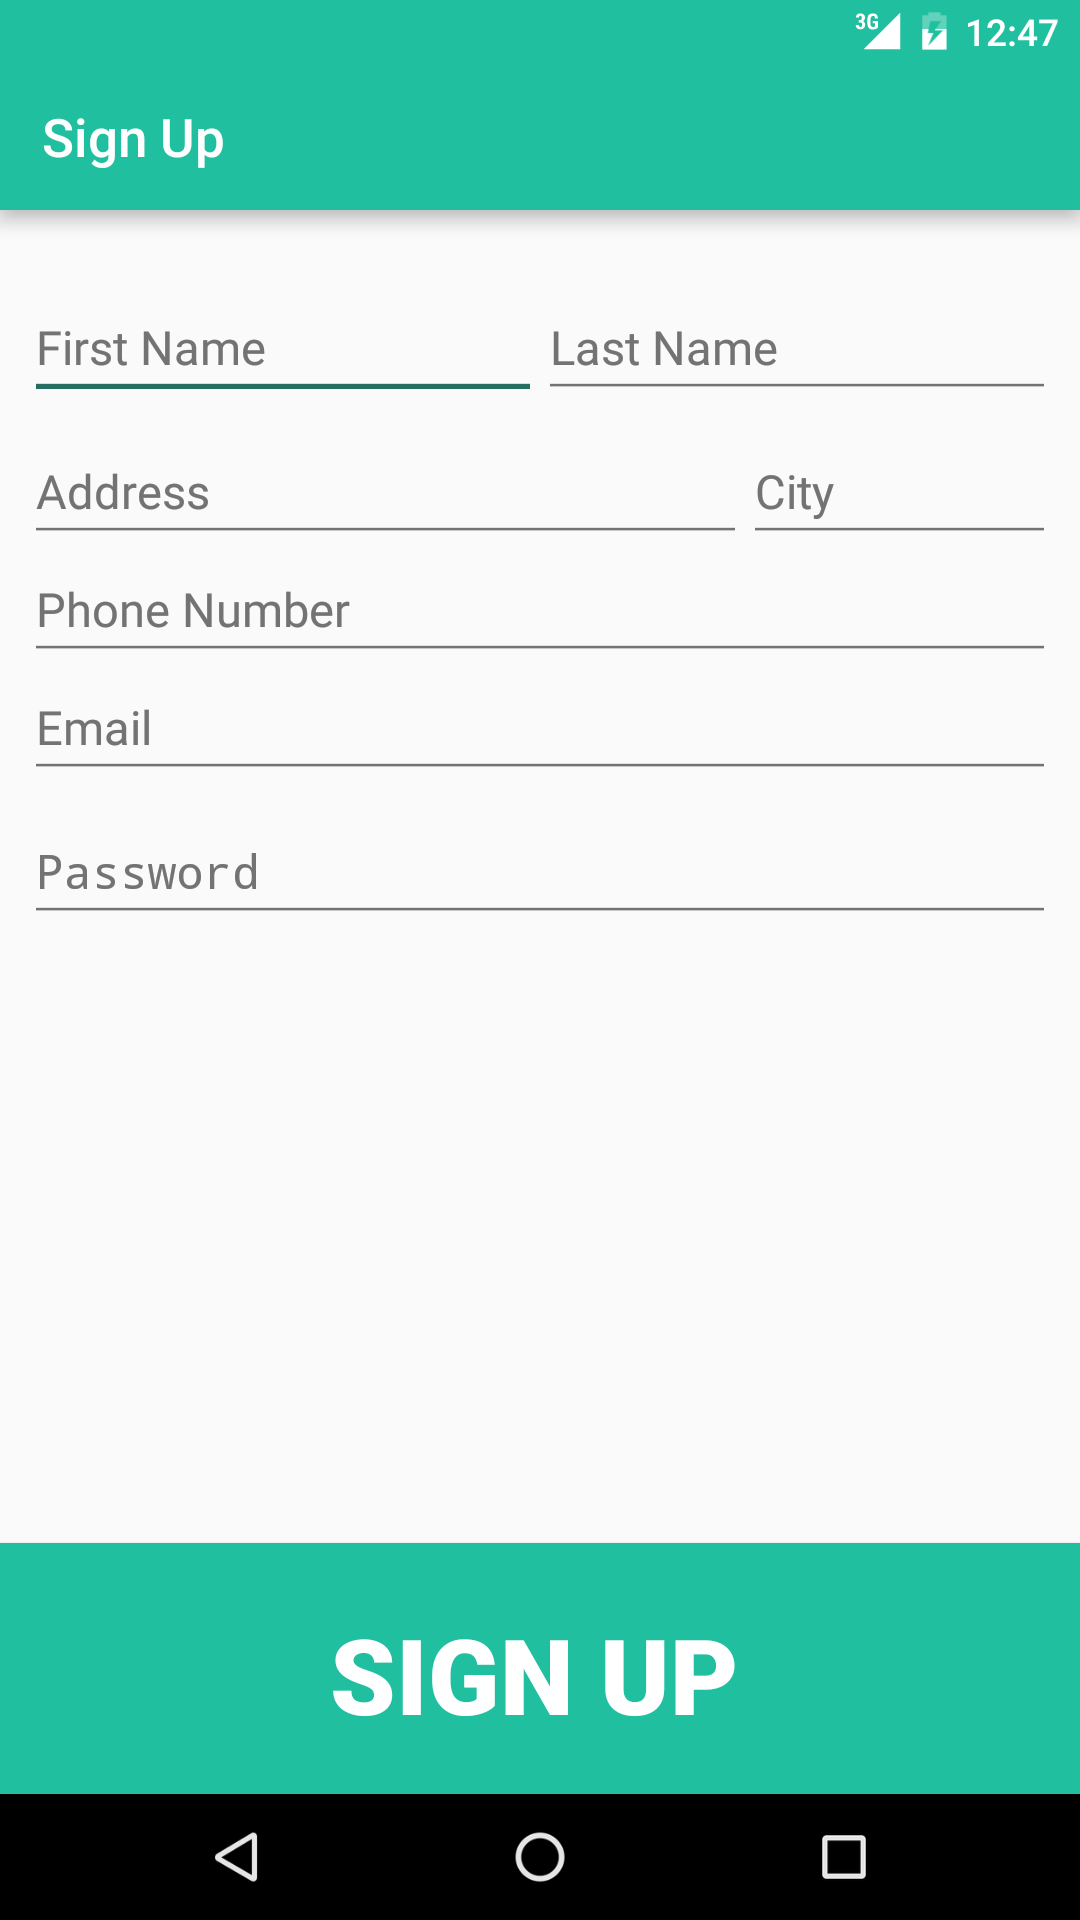 3G 12:47
Sign Up
First Name Last Name
Address City
Phone Number
Email
Password
SIGN UP